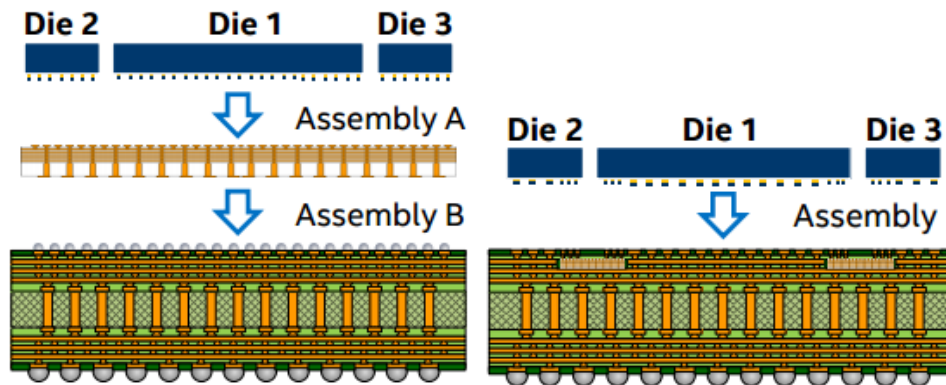 Die 2 Die 1 Die 3
Assembly A
Assembly B
Die 2 Die 1 Die 3
Assembly